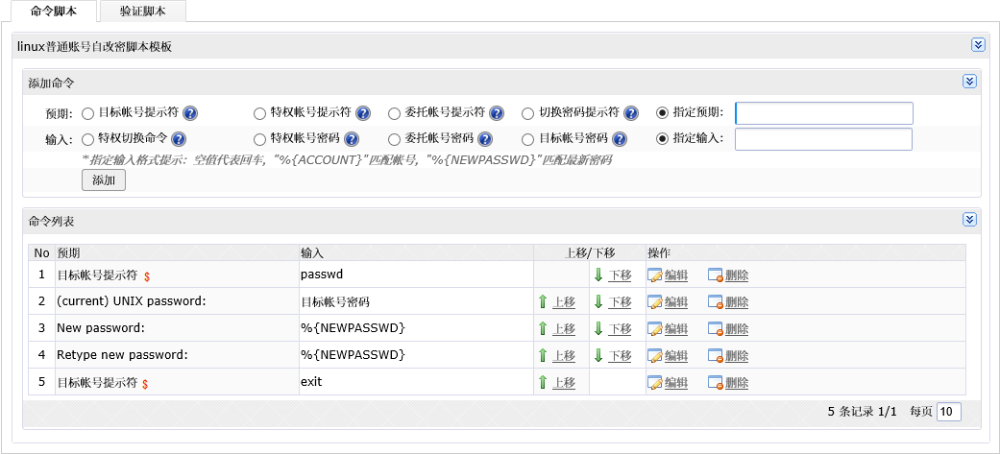 命令脚本 验证脚本
linux普通账号自改密脚本模板
添加命令
预期: 目标帐号提示符 特权帐号提示符 委托帐号提示符 切换密码提示符 指定预期:
输入: 特权切换命令 特权帐号密码 委托帐号密码 目标帐号密码 指定输入:
*指定输入格式提示: 空值代表回车, "%{ACCOUNT}"匹配账号, "%{NEWPASSWD}"匹配最新密码
添加
命令列表
No 预期 输入 上移/下移 操作
1 目标帐号提示符 $ passwd 下移 编辑 删除
2 (current) UNIX password: 目标帐号密码 上移 下移 编辑 删除
3 New password: %{NEWPASSWD} 上移 下移 编辑 删除
4 Retype new password: %{NEWPASSWD} 上移 下移 编辑 删除
5 目标帐号提示符 $ exit 上移 编辑 删除
5 条记录 1/1 每页 10